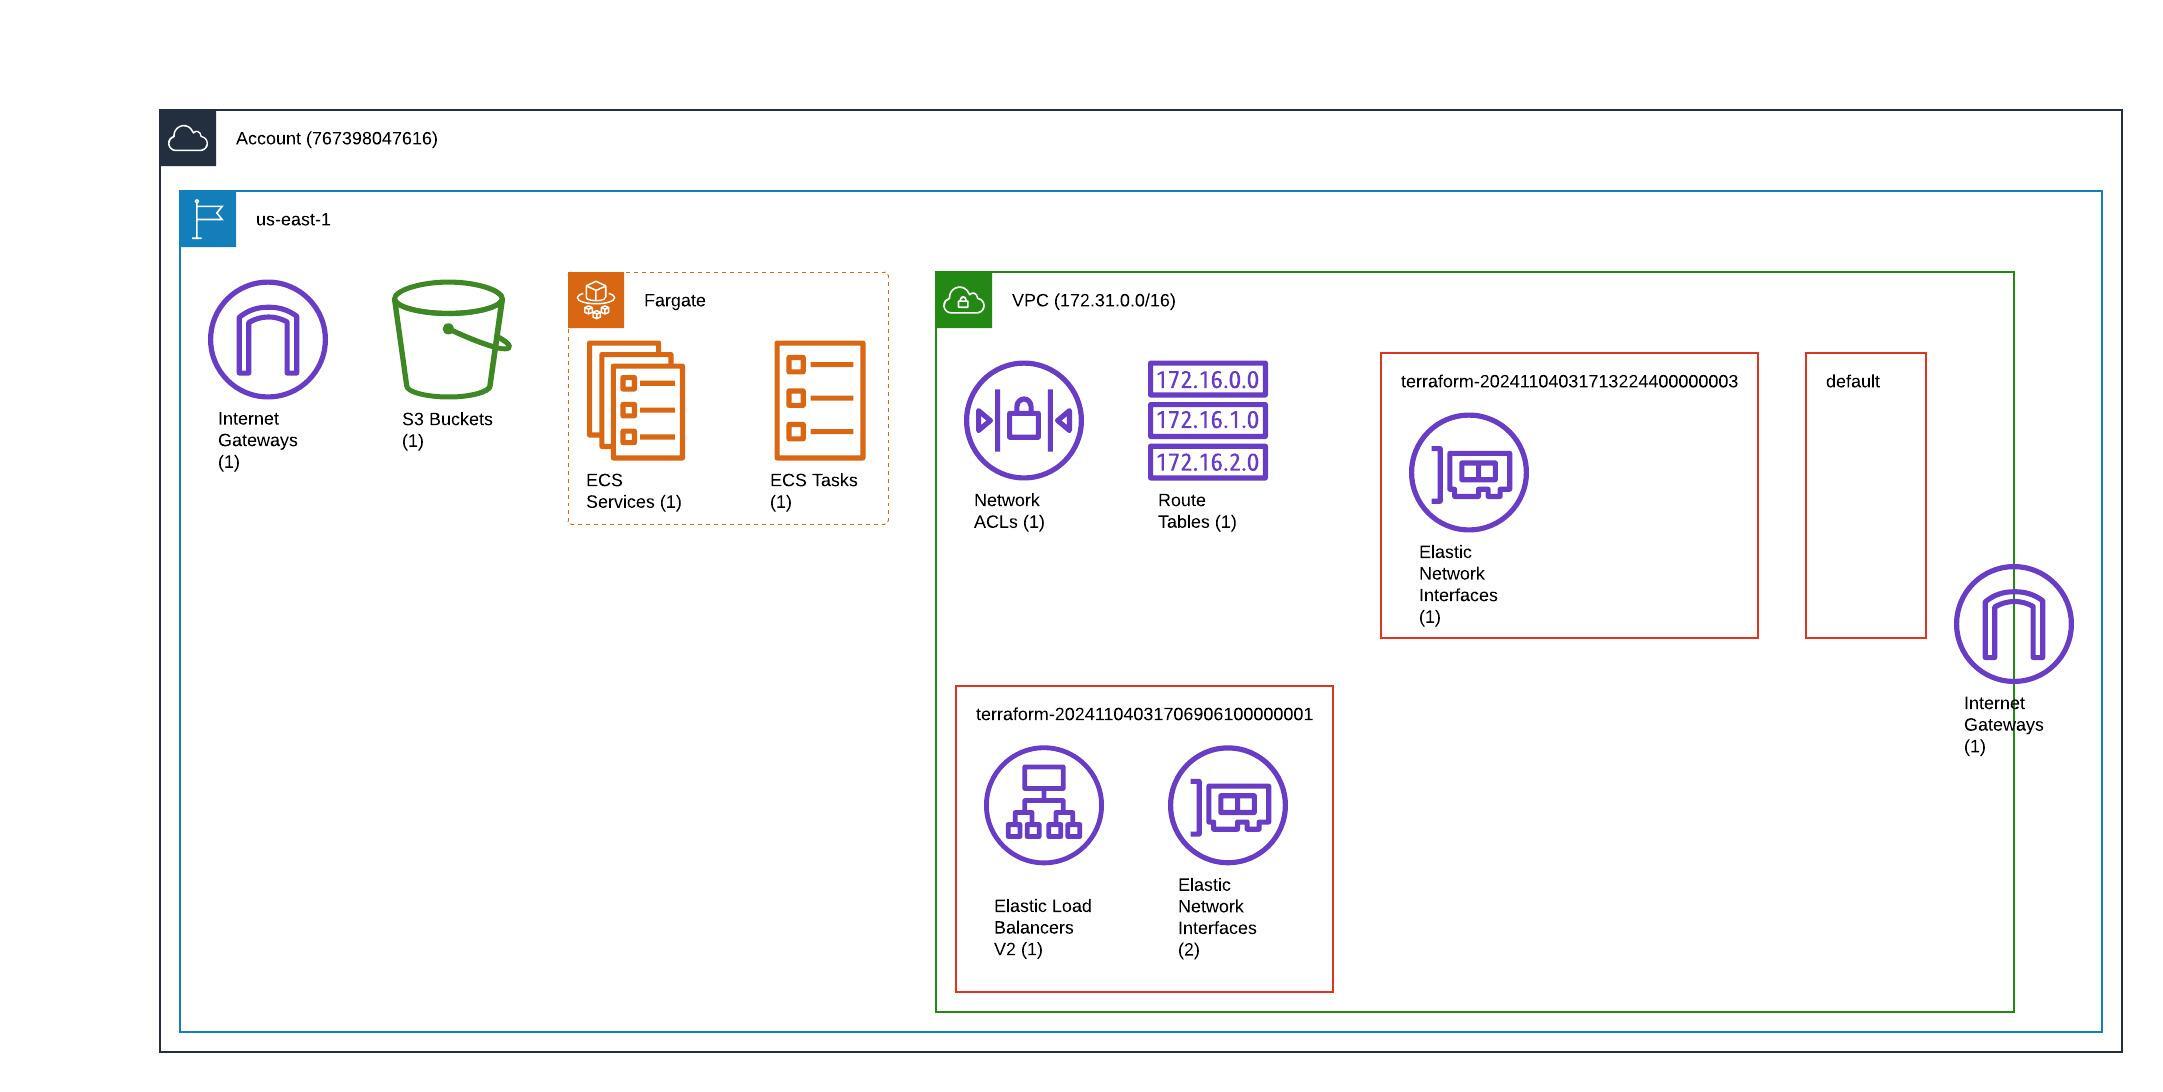 Account (767398047616)
us-east-1
Internet
Gateways
(1)
S3 Buckets
(1)
Fargate
ECS
Services (1)
ECS Tasks
(1)
VPC (172.31.0.0/16)
Network
ACLs (1)
172.16.0.0
172.16.1.0
172.16.2.0
Route
Tables (1)
terraform-20241104031713224400000003
Elastic
Network
Interfaces
(1)
default
Internet
Gateways
(1)
terraform-20241104031706906100000001
Elastic Load
Balancers
V2 (1)
Elastic
Network
Interfaces
(2)